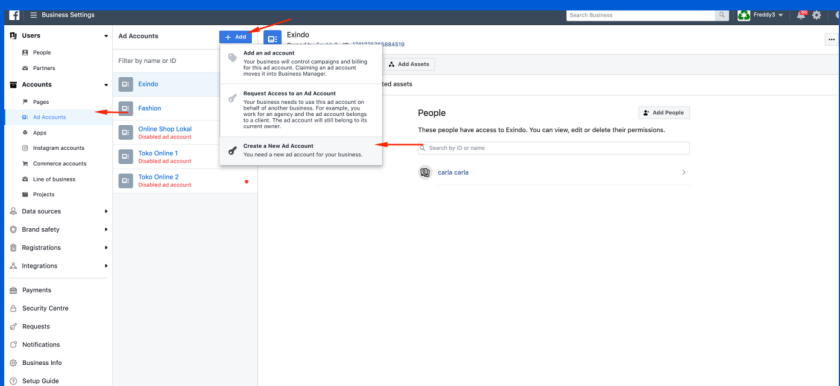 Business Settings
Search Business
Freddy3
Users
People
Partners
Accounts
Pages
Ad Accounts
Apps
Instagram accounts
Commerce accounts
Line of business
Projects
Data sources
Brand safety
Registrations
Integrations
Payments
Security Centre
Requests
Notifications
Business Info
Setup Guide
Ad Accounts
+ Add
Filter by name or ID
Exindo
Fashion
Online Shop Lokal
Disabled ad account
Toko Online 1
Disabled ad account
Toko Online 2
Disabled ad account
Add an ad account
Your business will control campaigns and billing
for this ad account. Claiming an ad account
moves it into Business Manager.
Request Access to an Ad Account
Your business needs to use this ad account on
behalf of another business. For example, you
work for an agency and the ad account belongs
to a client. The ad account will still belong to its
current owner.
Create a New Ad Account
You need a new ad account for your business.
Exindo
Add Assets
assets
People
Add People
These people have access to Exindo. You can view, edit or delete their permissions.
Search by ID or name
carla carla